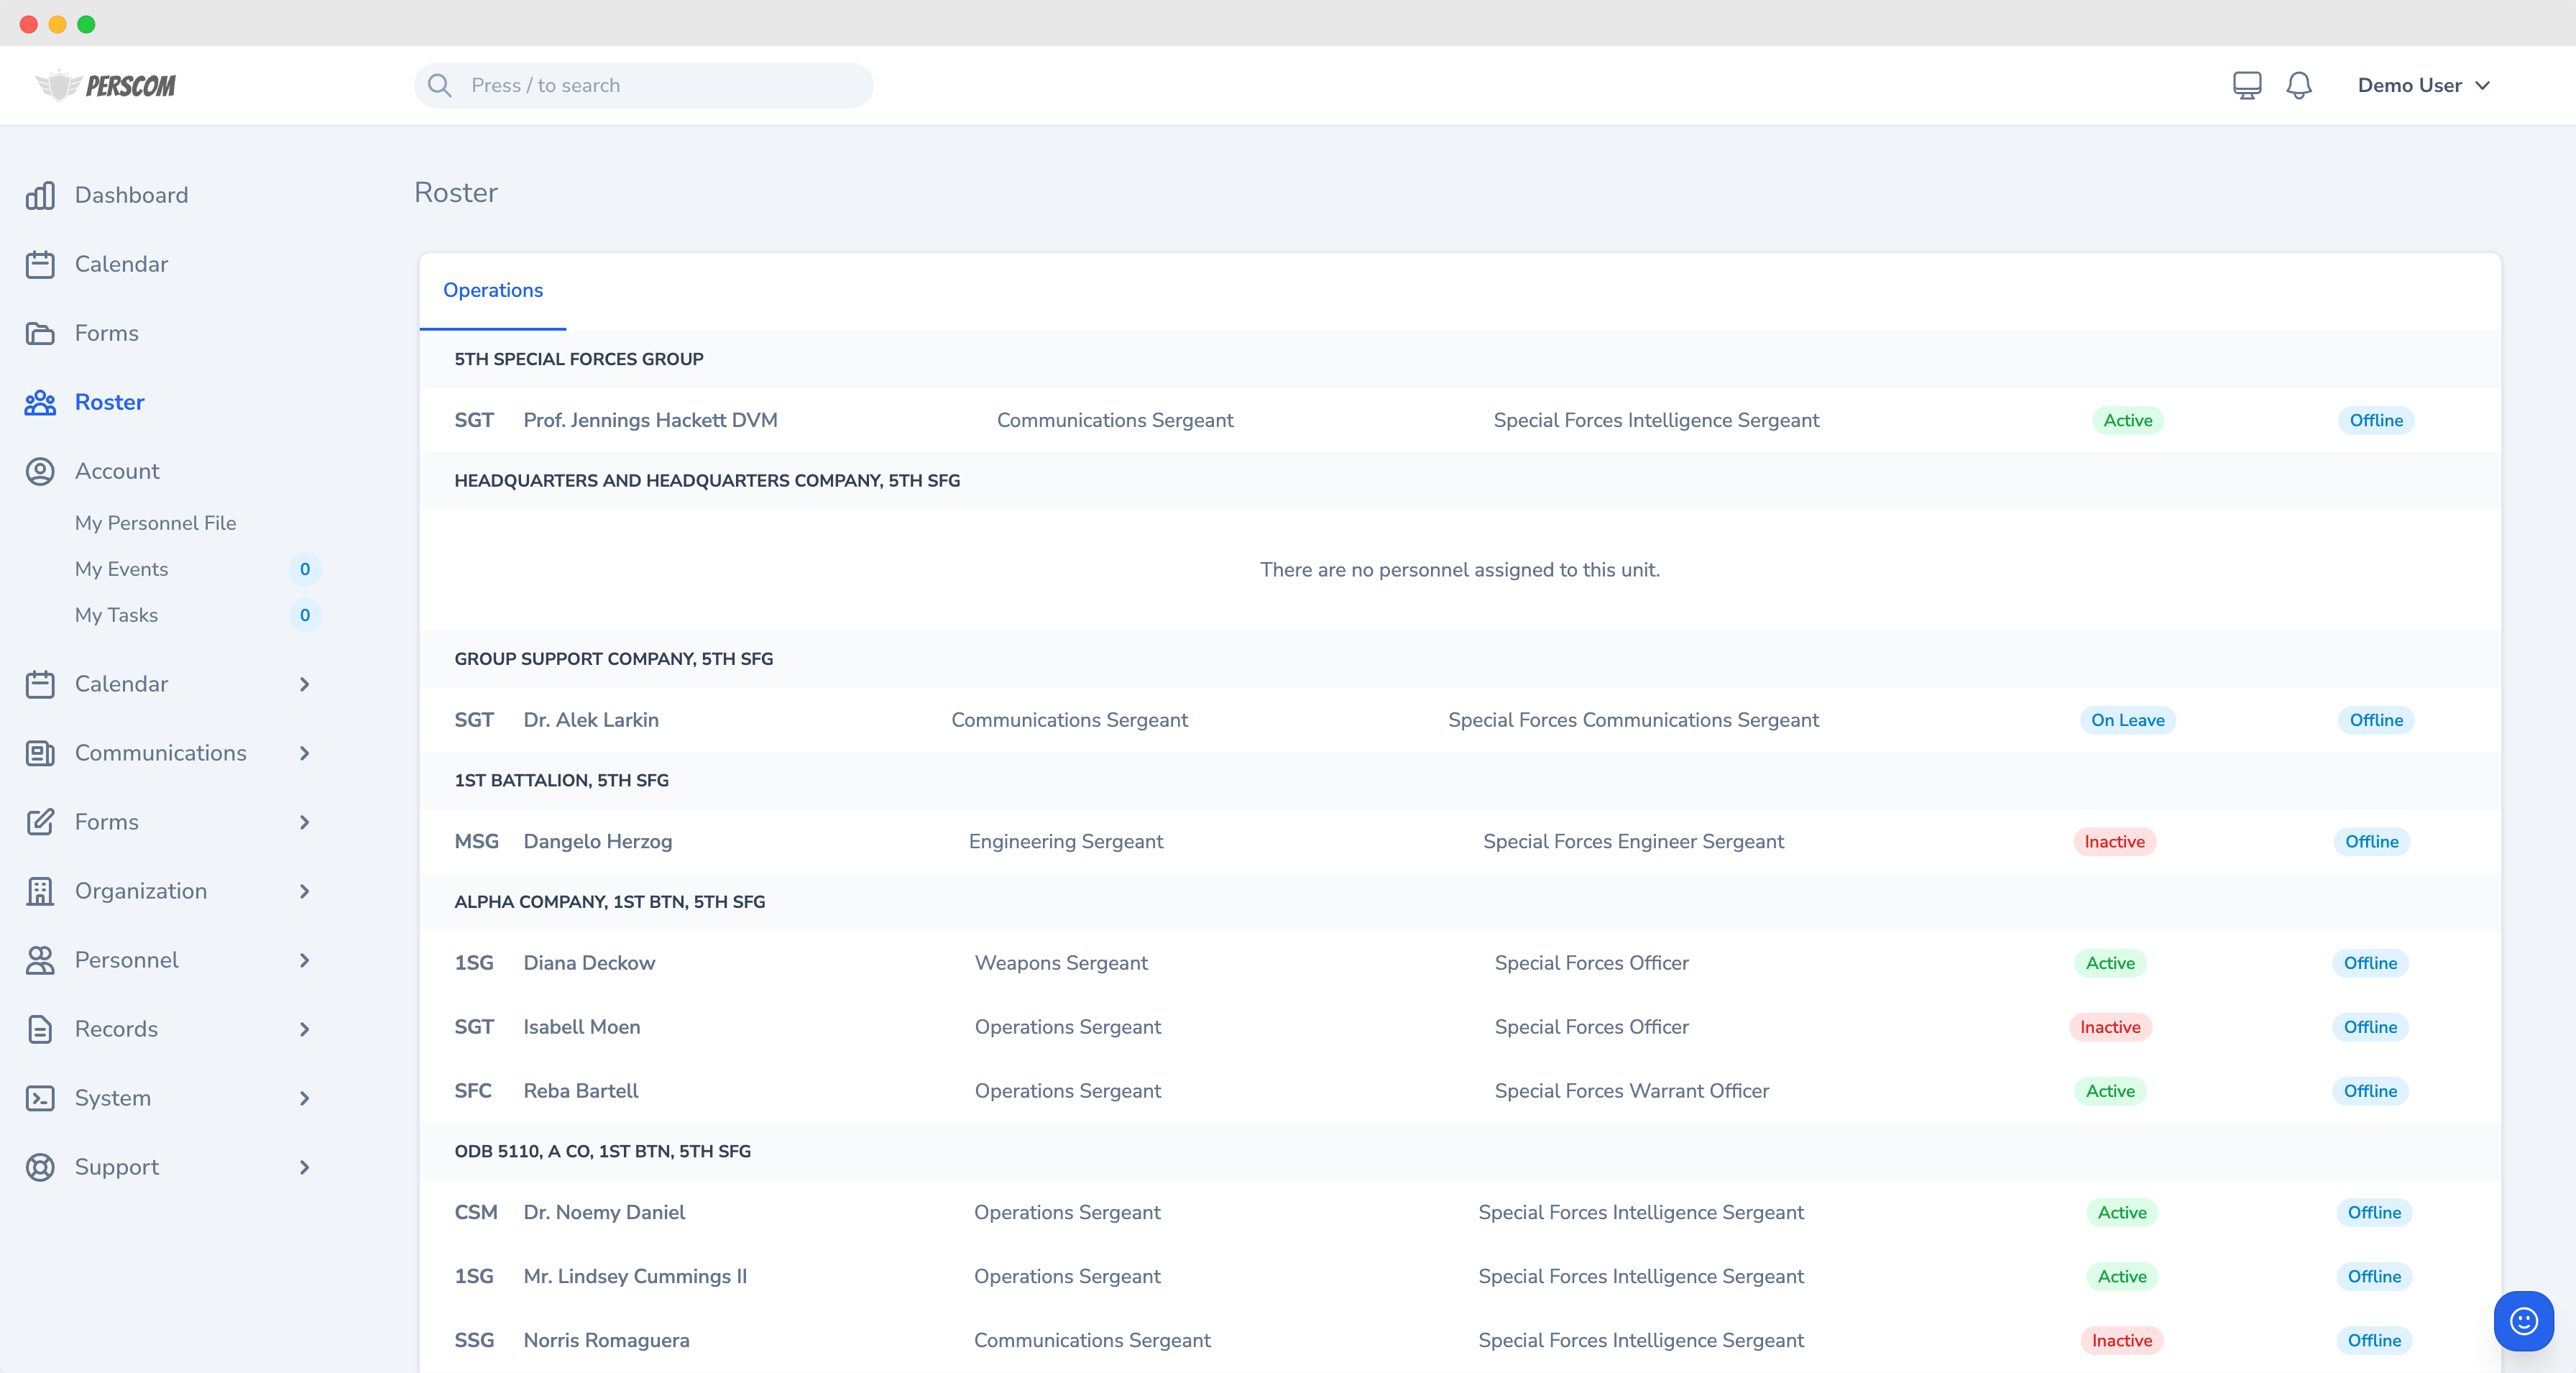 PERSCOM
Press / to search
Demo User
Dashboard
Calendar
Forms
Roster
Account
My Personnel File
My Events 0
My Tasks 0
Calendar
Communications
Forms
Organization
Personnel
Records
System
Support
Roster
Operations
5TH SPECIAL FORCES GROUP
SGT Prof. Jennings Hackett DVM Communications Sergeant Special Forces Intelligence Sergeant Active Offline
HEADQUARTERS AND HEADQUARTERS COMPANY, 5TH SFG
There are no personnel assigned to this unit.
GROUP SUPPORT COMPANY, 5TH SFG
SGT Dr. Alek Larkin Communications Sergeant Special Forces Communications Sergeant On Leave Offline
1ST BATTALION, 5TH SFG
MSG Dangelo Herzog Engineering Sergeant Special Forces Engineer Sergeant Inactive Offline
ALPHA COMPANY, 1ST BTN, 5TH SFG
1SG Diana Deckow Weapons Sergeant Special Forces Officer Active Offline
SGT Isabell Moen Operations Sergeant Special Forces Officer Inactive Offline
SFC Reba Bartell Operations Sergeant Special Forces Warrant Officer Active Offline
ODB 5110, A CO, 1ST BTN, 5TH SFG
CSM Dr. Noemy Daniel Operations Sergeant Special Forces Intelligence Sergeant Active Offline
1SG Mr. Lindsey Cummings II Operations Sergeant Special Forces Intelligence Sergeant Active Offline
SSG Norris Romaguera Communications Sergeant Special Forces Intelligence Sergeant Inactive Offline